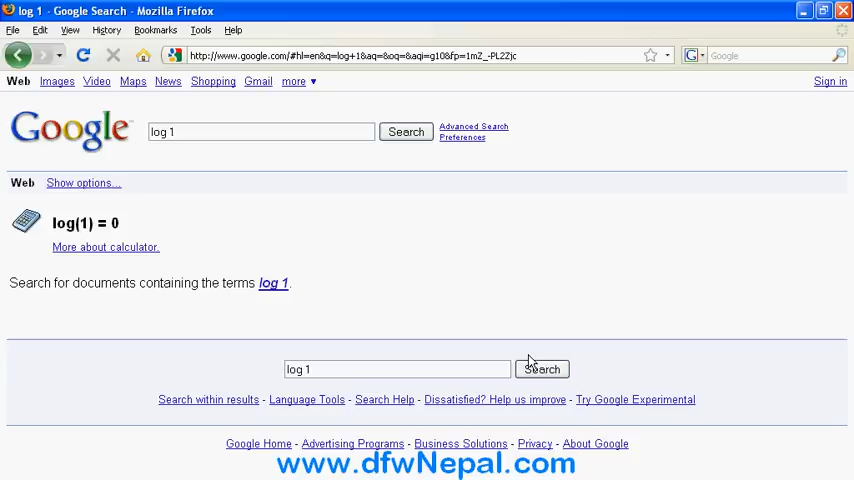 log 1 - Google Search - Mozilla Firefox
File Edit View History Bookmarks Tools Help
http://www.google.com/#hl=en&q=log+1&aq=&oq=&aqi=g10&fp=1mZ_-PL2Zjc
Google
Web Images Video Maps News Shopping Gmail more ▼ Sign in
Google
log 1
Search
Advanced Search
Preferences
Web Show options...
log(1) = 0
More about calculator.
Search for documents containing the terms log 1.
log 1
Search
Search within results - Language Tools - Search Help - Dissatisfied? Help us improve - Try Google Experimental
Google Home - Advertising Programs - Business Solutions - Privacy - About Google
www.dfwNepal.com